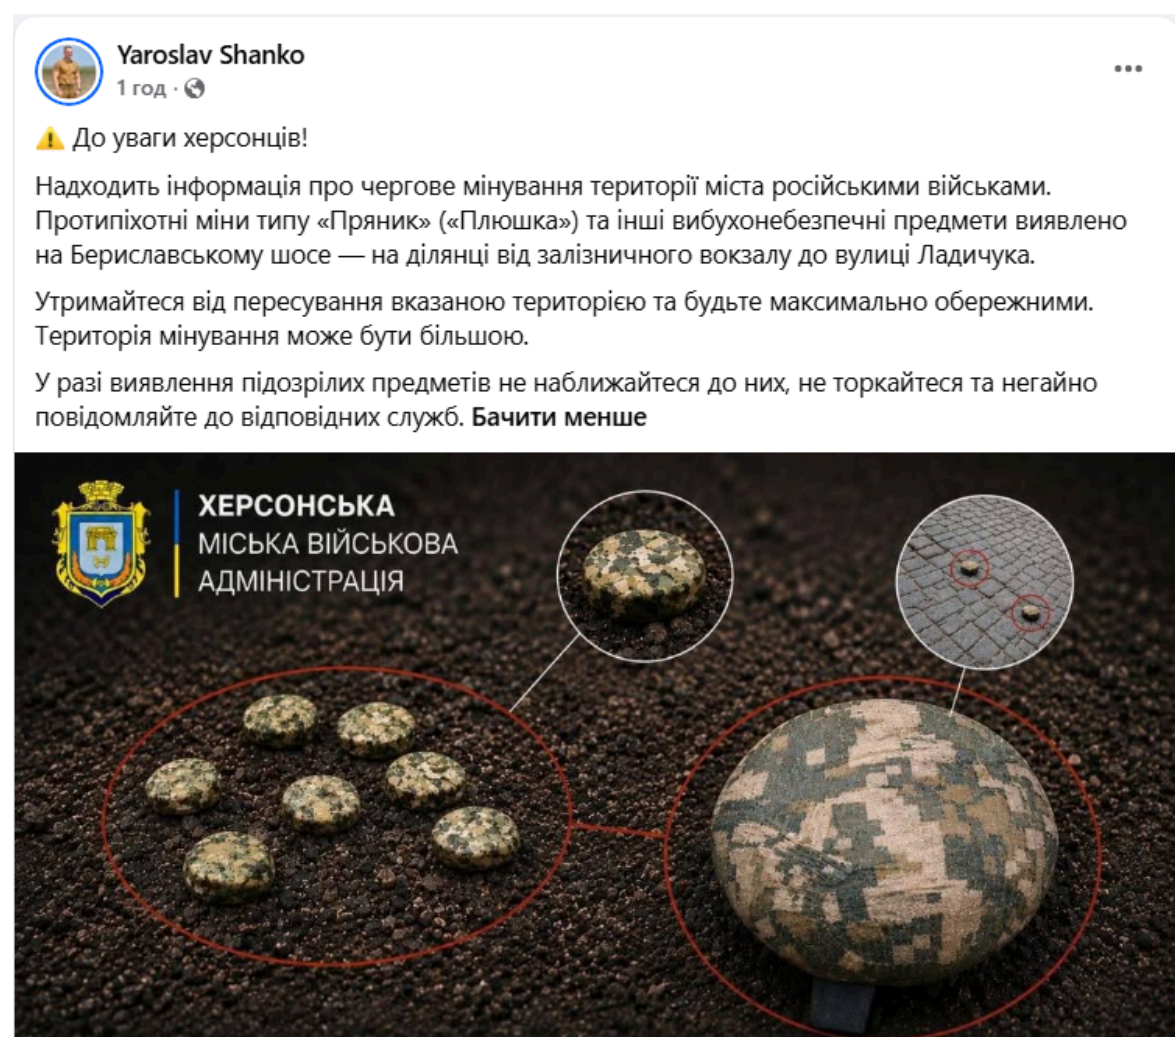 Yaroslav Shanko
1 год ·
⚠️ До уваги херсонців!
Надходить інформація про чергове мінування території міста російськими військами.
Протипіхотні міни типу «Пряник» («Плюшка») та інші вибухонебезпечні предмети виявлено
на Бериславському шосе — на ділянці від залізничного вокзалу до вулиці Ладичука.
Утримайтеся від пересування вказаною територією та будьте максимально обережними.
Територія мінування може бути більшою.
У разі виявлення підозрілих предметів не наближайтеся до них, не торкайтеся та негайно
повідомляйте до відповідних служб. Бачити менше
ХЕРСОНСЬКА
МІСЬКА ВІЙСЬКОВА
АДМІНІСТРАЦІЯ